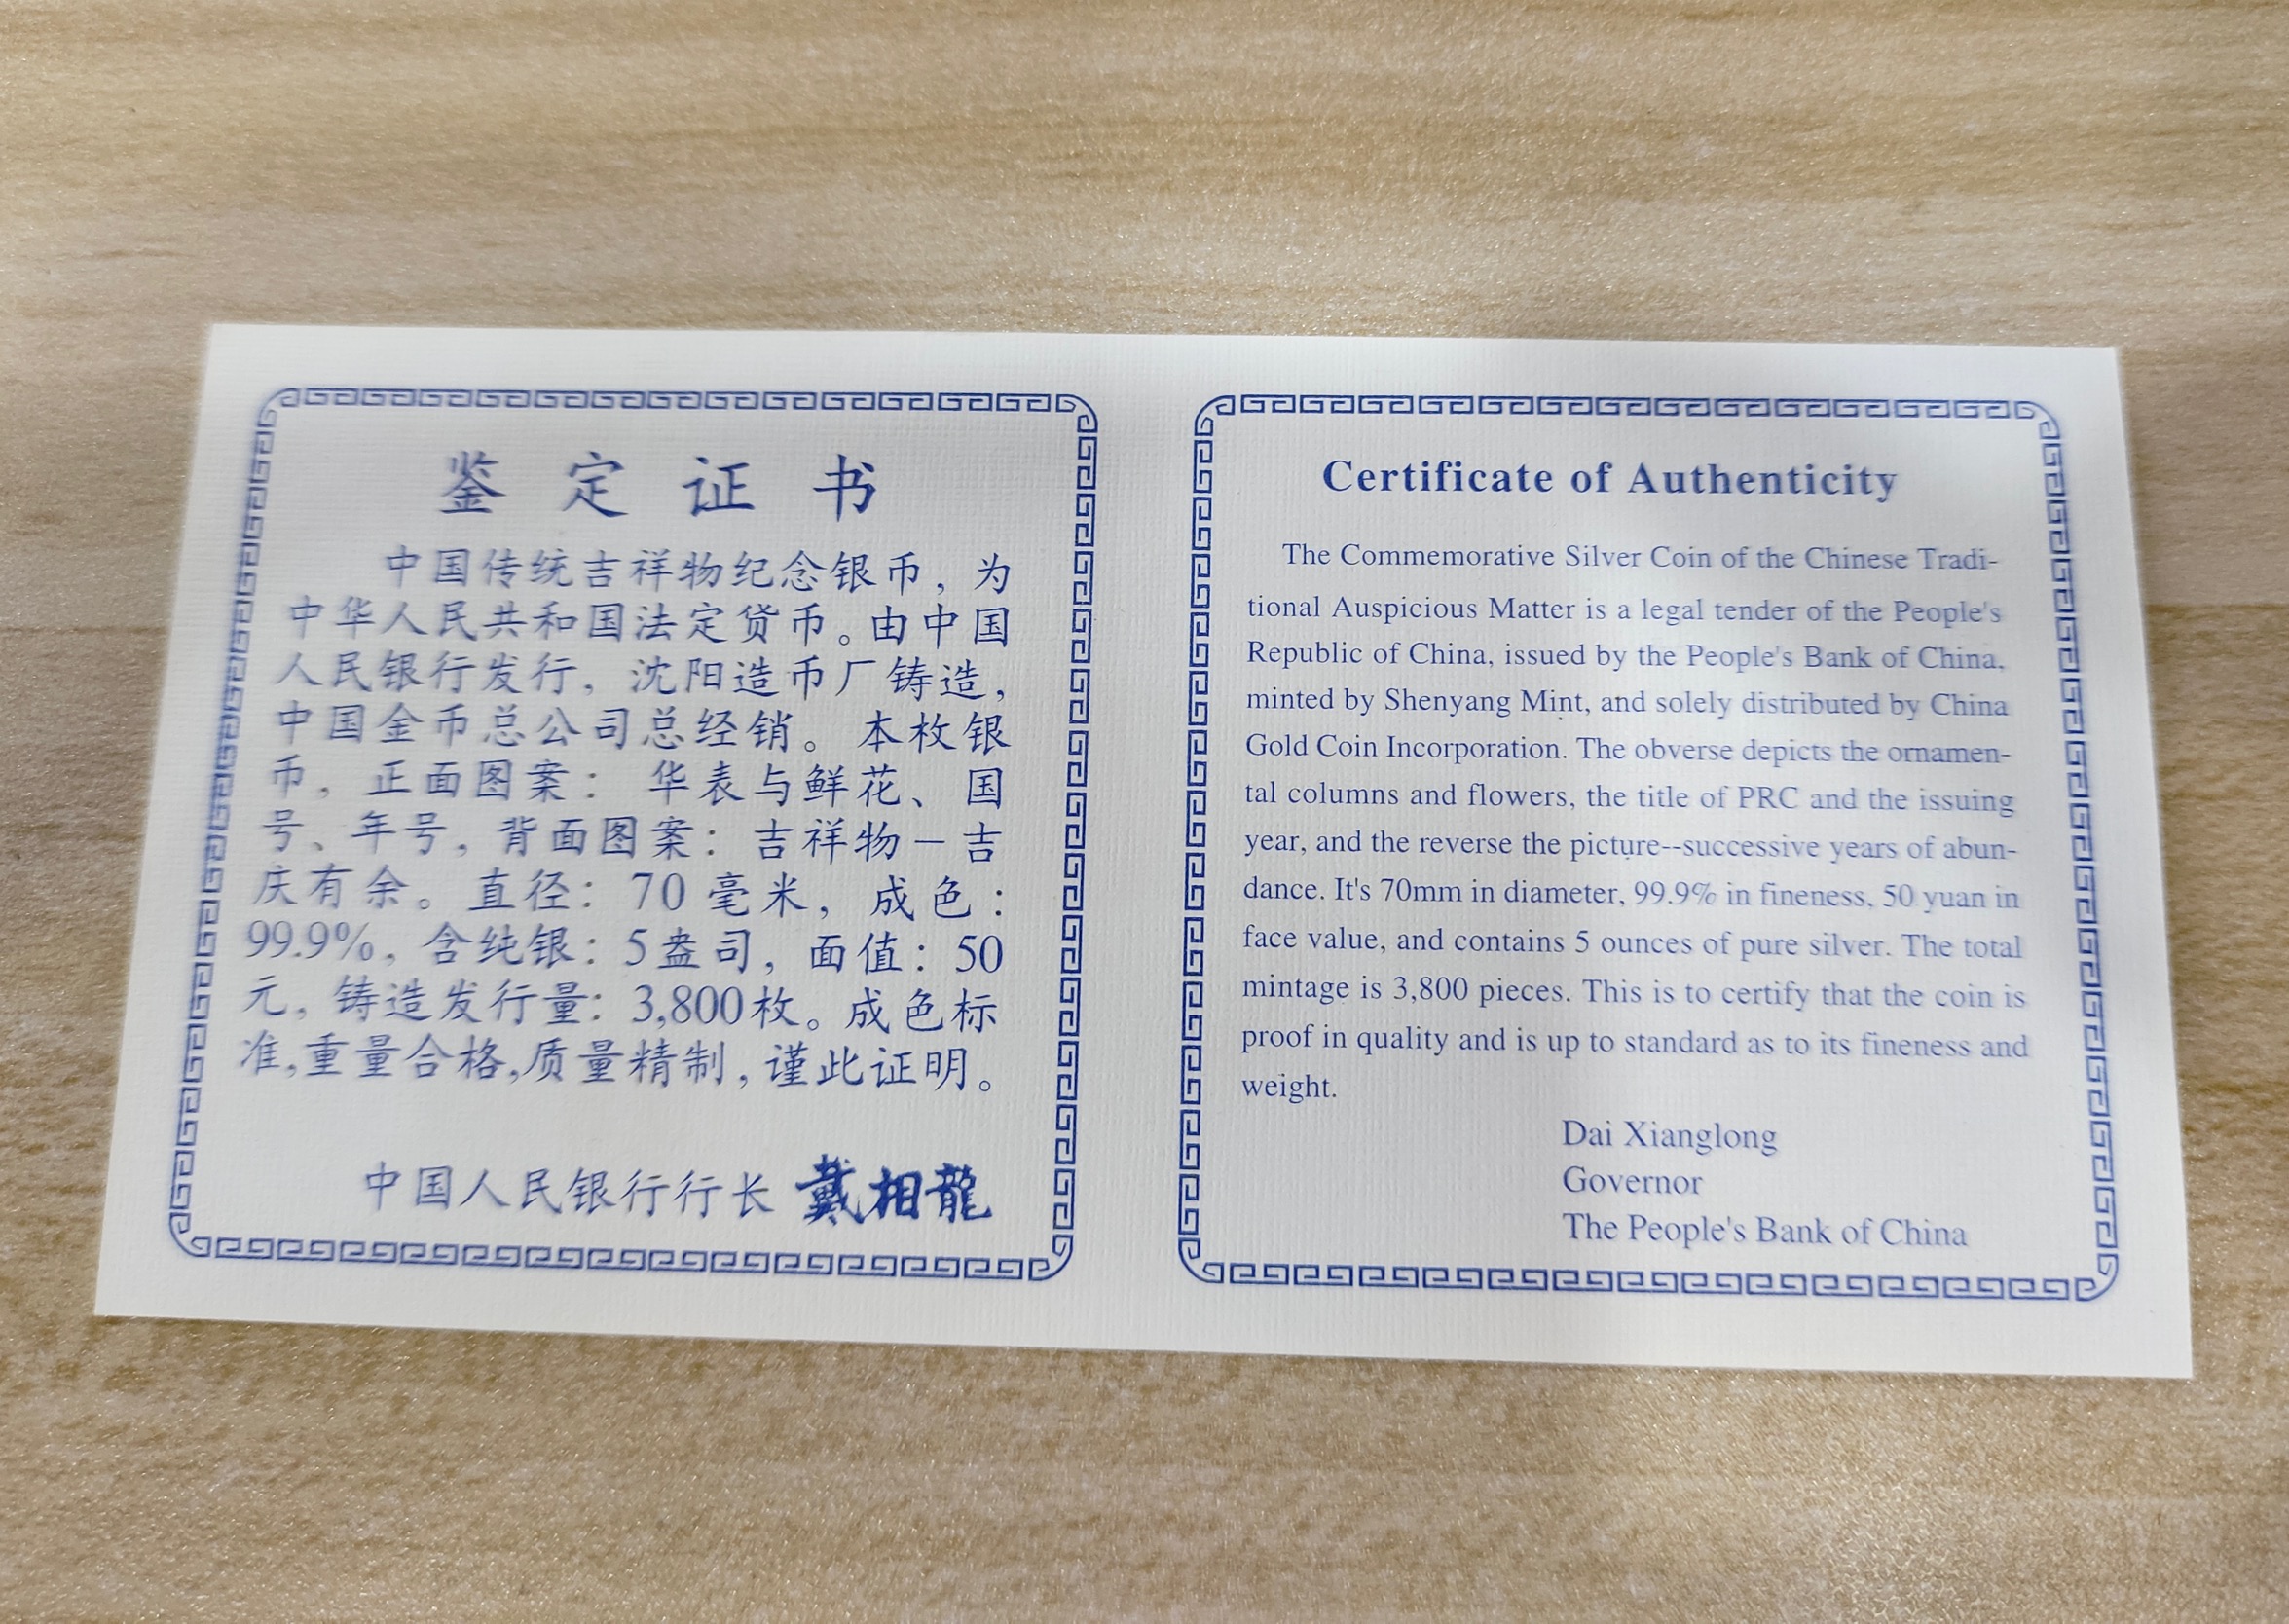 鉴定证书
中国传统吉祥物纪念银币，为
中华人民共和国法定货币。由中国
人民银行发行，沈阳造币厂铸造，
中国金币总公司总经销。本枚银
币，正面图案：华表与鲜花、国
号、年号，背面图案：吉祥物－吉
庆有余。直径：70毫米，成色：
99.9%，含纯银：5盎司，面值：50
元，铸造发行量：3,800枚。成色标
准,重量合格,质量精制,谨此证明。
中国人民银行行长 戴相龍
Certificate of Authenticity
The Commemorative Silver Coin of the Chinese Tradi-
tional Auspicious Matter is a legal tender of the People's
Republic of China, issued by the People's Bank of China,
minted by Shenyang Mint, and solely distributed by China
Gold Coin Incorporation. The obverse depicts the ornamen-
tal columns and flowers, the title of PRC and the issuing
year, and the reverse the picture--successive years of abun-
dance. It's 70mm in diameter, 99.9% in fineness, 50 yuan in
face value, and contains 5 ounces of pure silver. The total
mintage is 3,800 pieces. This is to certify that the coin is
proof in quality and is up to standard as to its fineness and
weight.
Dai Xianglong
Governor
The People's Bank of China